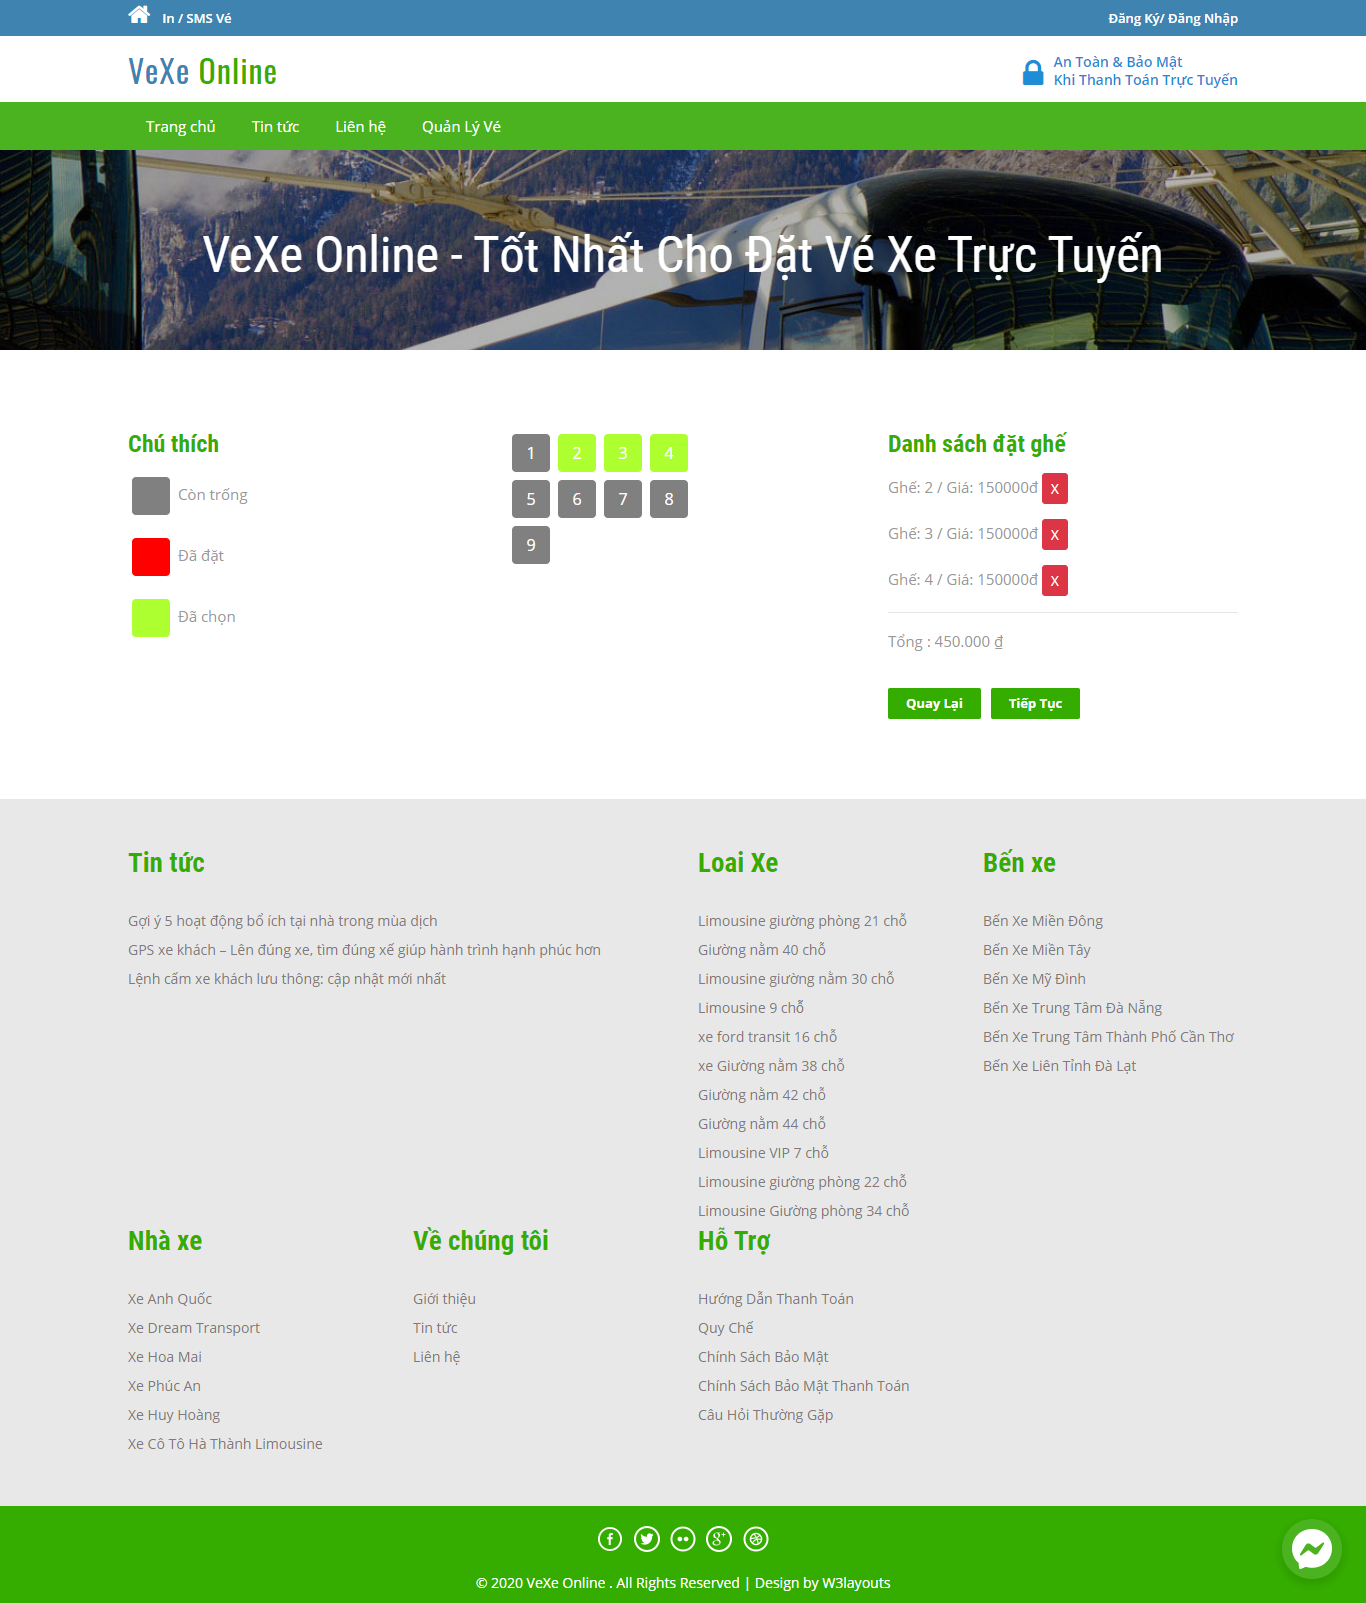 In / SMS Vé
Đăng Ký/ Đăng Nhập
VeXe Online
An Toàn & Bảo Mật
Khi Thanh Toán Trực Tuyến
Trang chủ
Tin tức
Liên hệ
Quản Lý Vé
VeXe Online - Tốt Nhất Cho Đặt Vé Xe Trực Tuyến
Chú thích
Còn trống
Đã đặt
Đã chọn
1 2 3 4
5 6 7 8
9
Danh sách đặt ghế
Ghế: 2 / Giá: 150000đ X
Ghế: 3 / Giá: 150000đ X
Ghế: 4 / Giá: 150000đ X
Tổng : 450.000 ₫
Quay Lại
Tiếp Tục
Tin tức
Gợi ý 5 hoạt động bổ ích tại nhà trong mùa dịch
GPS xe khách – Lên đúng xe, tìm đúng xế giúp hành trình hạnh phúc hơn
Lệnh cấm xe khách lưu thông: cập nhật mới nhất
Loai Xe
Limousine giường phòng 21 chỗ
Giường nằm 40 chỗ
Limousine giường nằm 30 chỗ
Limousine 9 chỗ
xe ford transit 16 chỗ
xe Giường nằm 38 chỗ
Giường nằm 42 chỗ
Giường nằm 44 chỗ
Limousine VIP 7 chỗ
Limousine giường phòng 22 chỗ
Limousine Giường phòng 34 chỗ
Bến xe
Bến Xe Miền Đông
Bến Xe Miền Tây
Bến Xe Mỹ Đình
Bến Xe Trung Tâm Đà Nẵng
Bến Xe Trung Tâm Thành Phố Cần Thơ
Bến Xe Liên Tỉnh Đà Lạt
Nhà xe
Xe Anh Quốc
Xe Dream Transport
Xe Hoa Mai
Xe Phúc An
Xe Huy Hoàng
Xe Cô Tô Hà Thành Limousine
Về chúng tôi
Giới thiệu
Tin tức
Liên hệ
Hỗ Trợ
Hướng Dẫn Thanh Toán
Quy Chế
Chính Sách Bảo Mật
Chính Sách Bảo Mật Thanh Toán
Câu Hỏi Thường Gặp
© 2020 VeXe Online . All Rights Reserved | Design by W3layouts